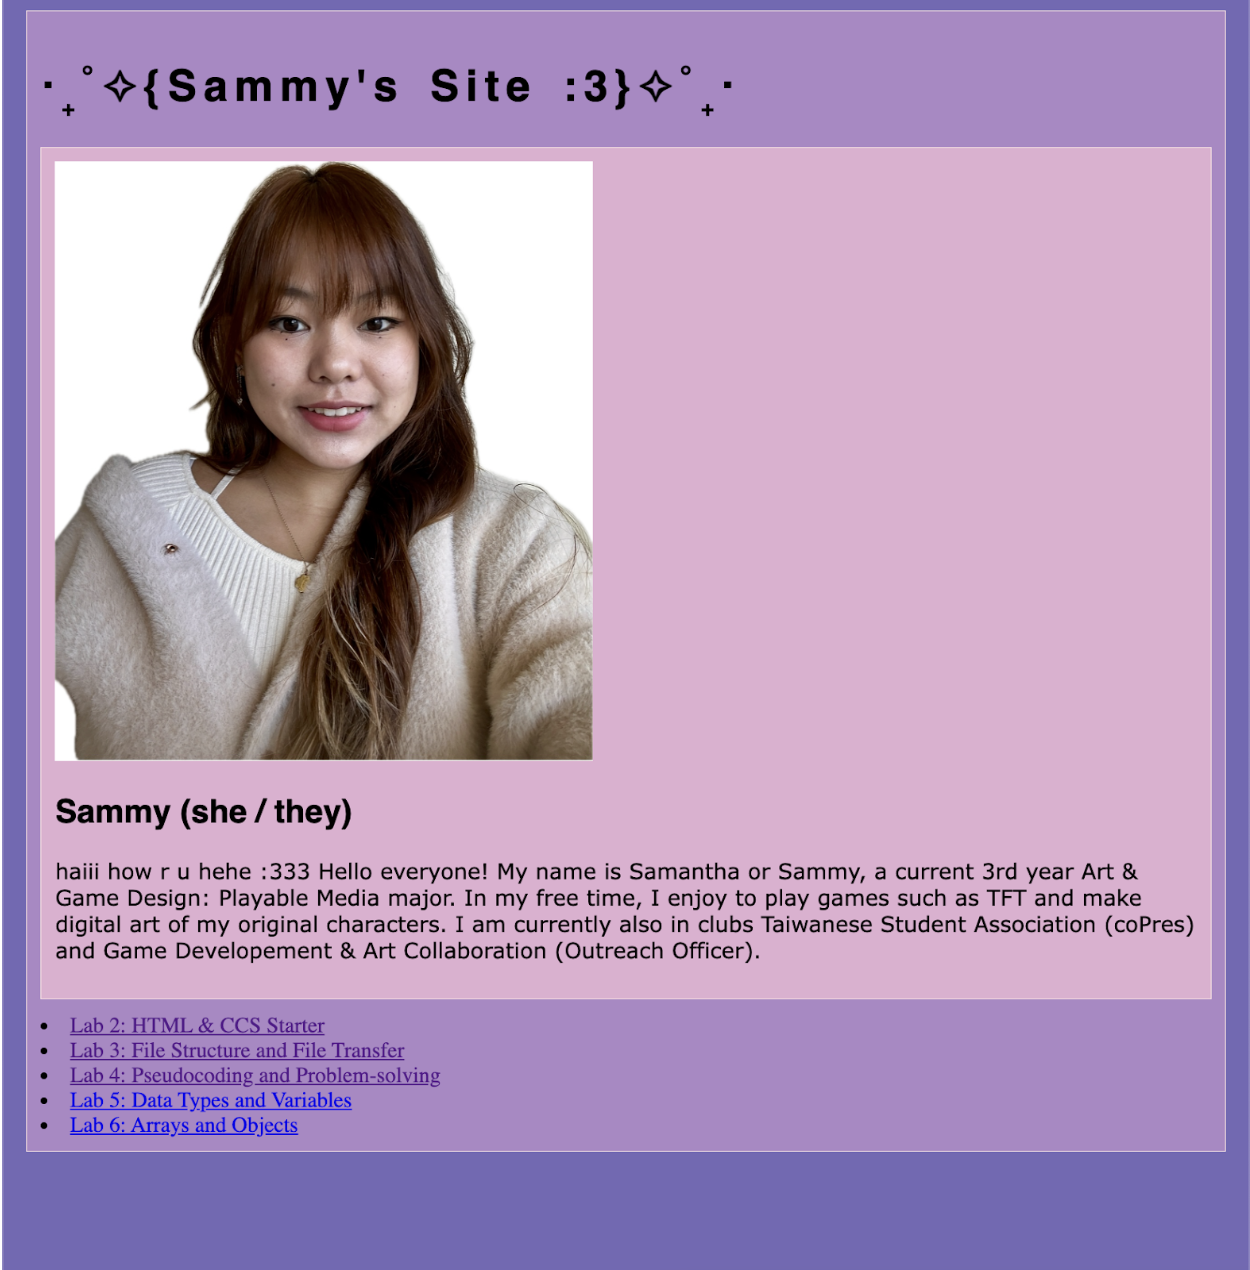 ‧₊˚✧{Sammy's Site :3}✧˚₊‧
Sammy (she / they)
haiii how r u hehe :333 Hello everyone! My name is Samantha or Sammy, a current 3rd year Art &
Game Design: Playable Media major. In my free time, I enjoy to play games such as TFT and make
digital art of my original characters. I am currently also in clubs Taiwanese Student Association (coPres)
and Game Developement & Art Collaboration (Outreach Officer).
• Lab 2: HTML & CCS Starter
• Lab 3: File Structure and File Transfer
• Lab 4: Pseudocoding and Problem-solving
• Lab 5: Data Types and Variables
• Lab 6: Arrays and Objects